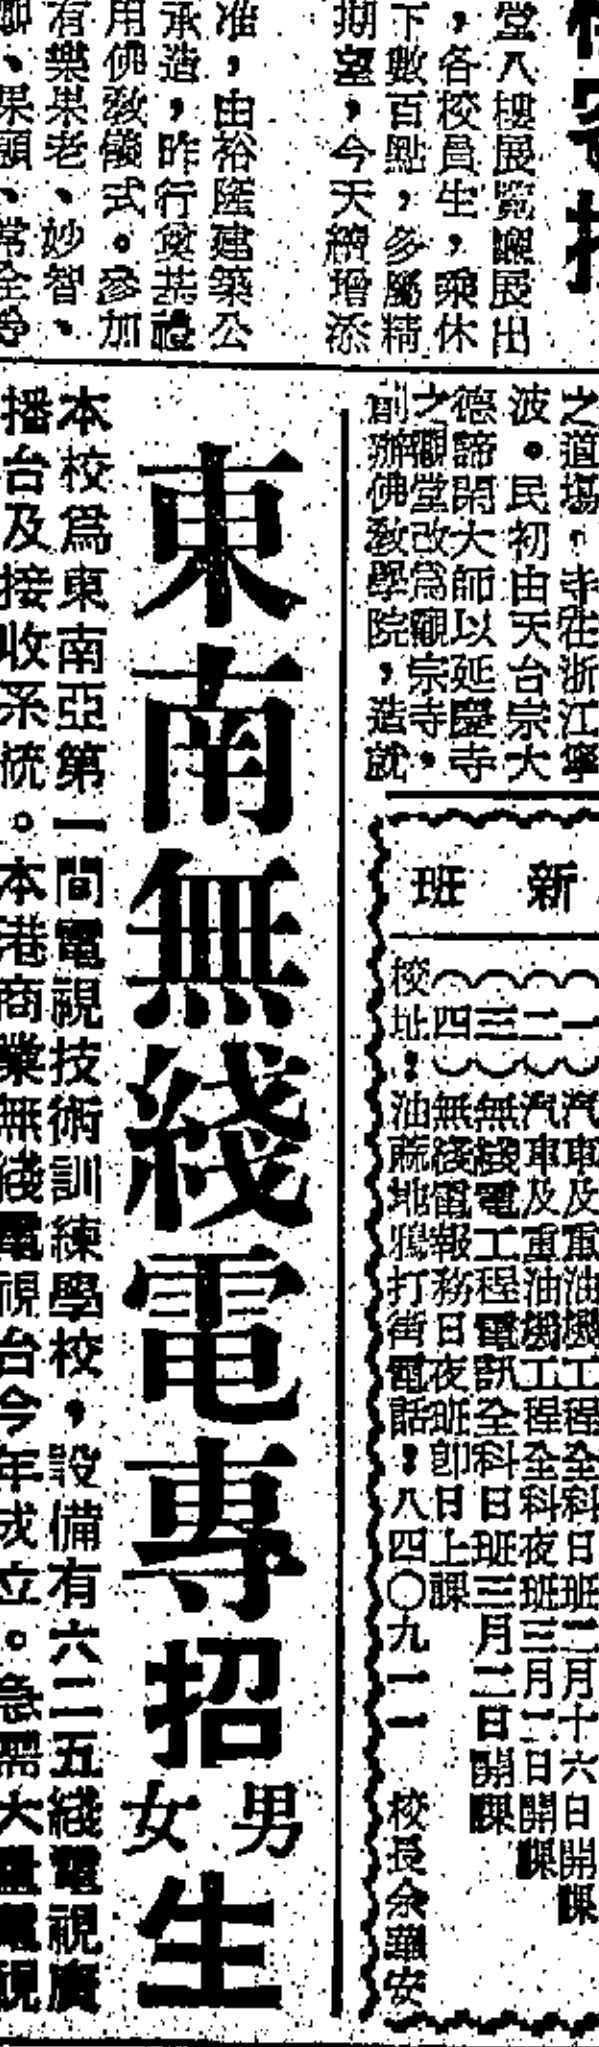 堂八樓展覽廳展出
，各校員生，乘休
下數百點，多屬精
期望，今天續增添
准，由裕隆建築公
承造，昨行奠基禮
用佛教儀式。參加
有樂果老、妙智、
之道場。寺在浙江寧
波。民初由天台宗大
德諦閑大師以延慶寺
之觀堂改為觀宗寺，
創辦佛教學院，造就
新班
（一）汽車及重油機工程全科日班二月十六日開課
（二）汽車及重油機工程全科夜班三月二日開課
（三）無線電工程電訊全科日班三月二日開課
（四）無綫電報務日夜班即日上課
校址：油蔴地鴉打街電話：八四〇九一一　校長余華安
東南無綫電專招男女生
本校為東南亞第一間電視技術訓練學校，設備有六二五綫電視廣
播台及接收系統。本港商業無綫電視台今年成立。急需大量電視